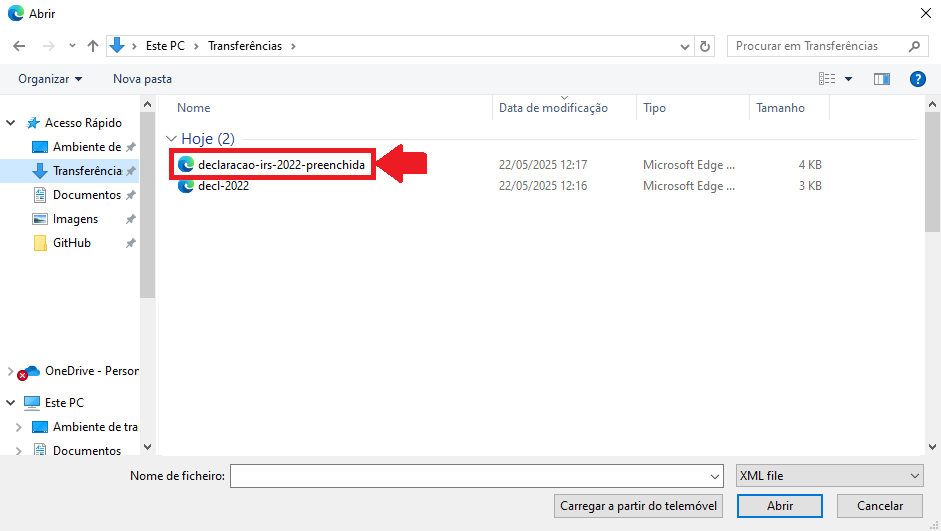 Abrir
Este PC > Transferências >
Procurar em Transferências
Organizar
Nova pasta
?
Nome
Data de modificação
Tipo
Tamanho
Acesso Rápido
Ambiente de
Transferência
Documentos
Imagens
GitHub
OneDrive - Person
Este PC
Ambiente de tra
Documentos
Hoje (2)
declaracao-irs-2022-preenchida 22/05/2025 12:17 Microsoft Edge ... 4 KB
decl-2022 22/05/2025 12:16 Microsoft Edge ... 3 KB
Nome de ficheiro:
XML file
Carregar a partir do telemóvel
Abrir
Cancelar